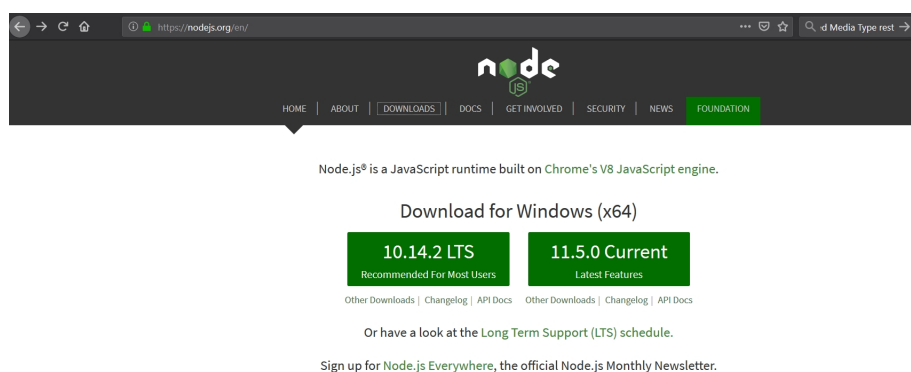 https://nodejs.org/en/
d Media Type rest
node
JS
HOME | ABOUT | DOWNLOADS | DOCS | GET INVOLVED | SECURITY | NEWS FOUNDATION
Node.js® is a JavaScript runtime built on Chrome's V8 JavaScript engine.
Download for Windows (x64)
10.14.2 LTS
Recommended For Most Users
11.5.0 Current
Latest Features
Other Downloads | Changelog | API Docs
Other Downloads | Changelog | API Docs
Or have a look at the Long Term Support (LTS) schedule.
Sign up for Node.js Everywhere, the official Node.js Monthly Newsletter.